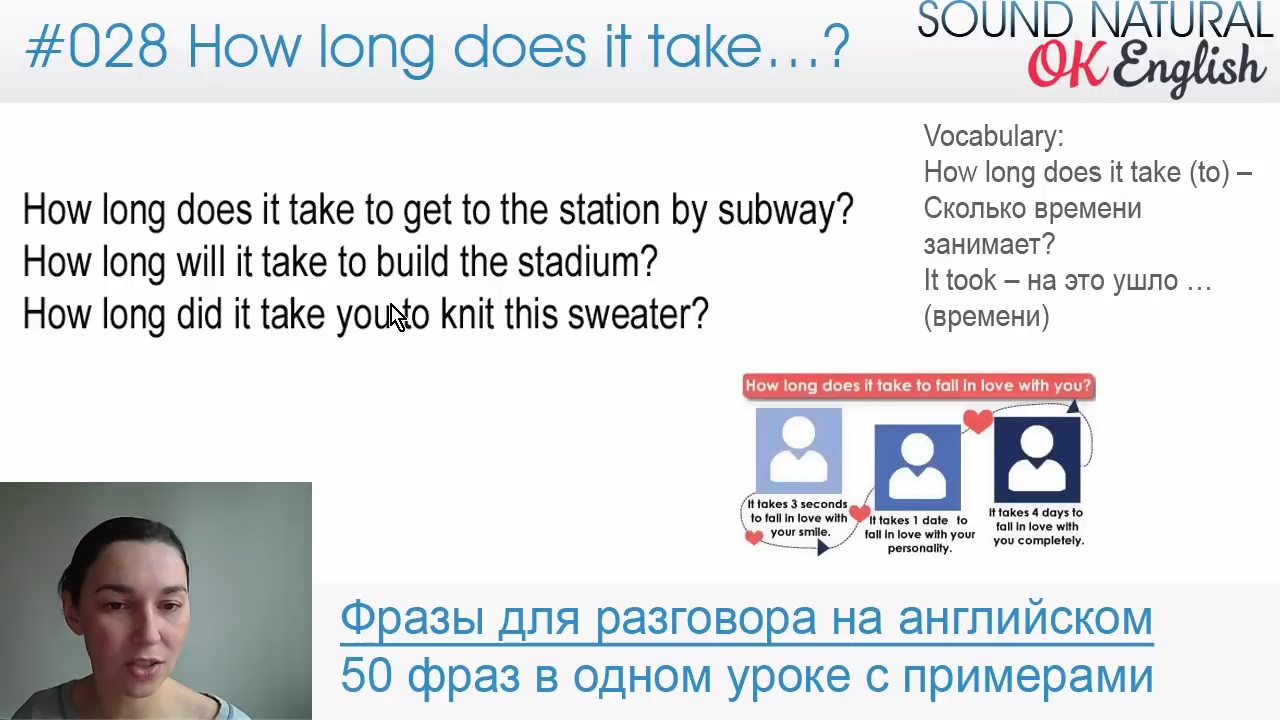 #028 How long does it take...?
SOUND NATURAL
OK English
How long does it take to get to the station by subway?
How long will it take to build the stadium?
How long did it take you to knit this sweater?
Vocabulary:
How long does it take (to) –
Сколько времени
занимает?
It took – на это ушло ...
(времени)
How long does it take to fall in love with you?
It takes 3 seconds
to fall in love with
your smile.
It takes 1 date to
fall in love with your
personality.
It takes 4 days to
fall in love with
you completely.
Фразы для разговора на английском
50 фраз в одном уроке с примерами